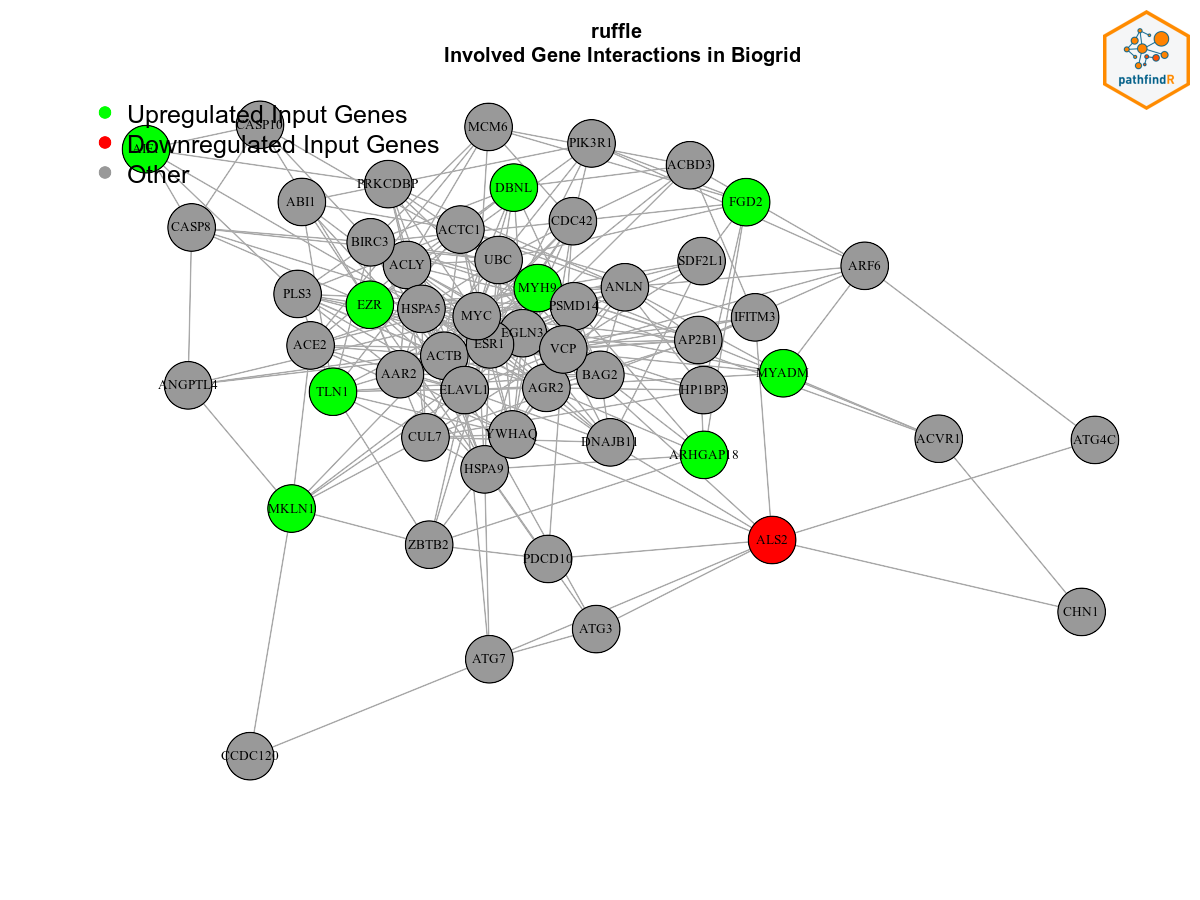 ruffle
Involved Gene Interactions in Biogrid
pathfindR
Upregulated Input Genes
Downregulated Input Genes
Other
CASP10
MCM6
PIK3R1
ACBD3
PRKCDBP
DBNL
ABI1
FGD2
CASP8
CDC42
ACTC1
BIRC3
UBC
ACLY
SDF2L1
ARF6
PLS3
EZR
HSPA5
MYH9
ANLN
PSMD14
MYC
IFITM3
EGLN3
ACE2
ESR1
VCP
AP2B1
ACTB
AAR2
BAG2
MYADM
ANGPTL4
TLN1
ELAVL1
AGR2
HP1BP3
CUL7
YWHAQ
DNAJB11
ACVR1
ATG4C
ARHGAP18
HSPA9
MKLN1
ZBTB2
PDCD10
ALS2
CHN1
ATG3
ATG7
CCDC120